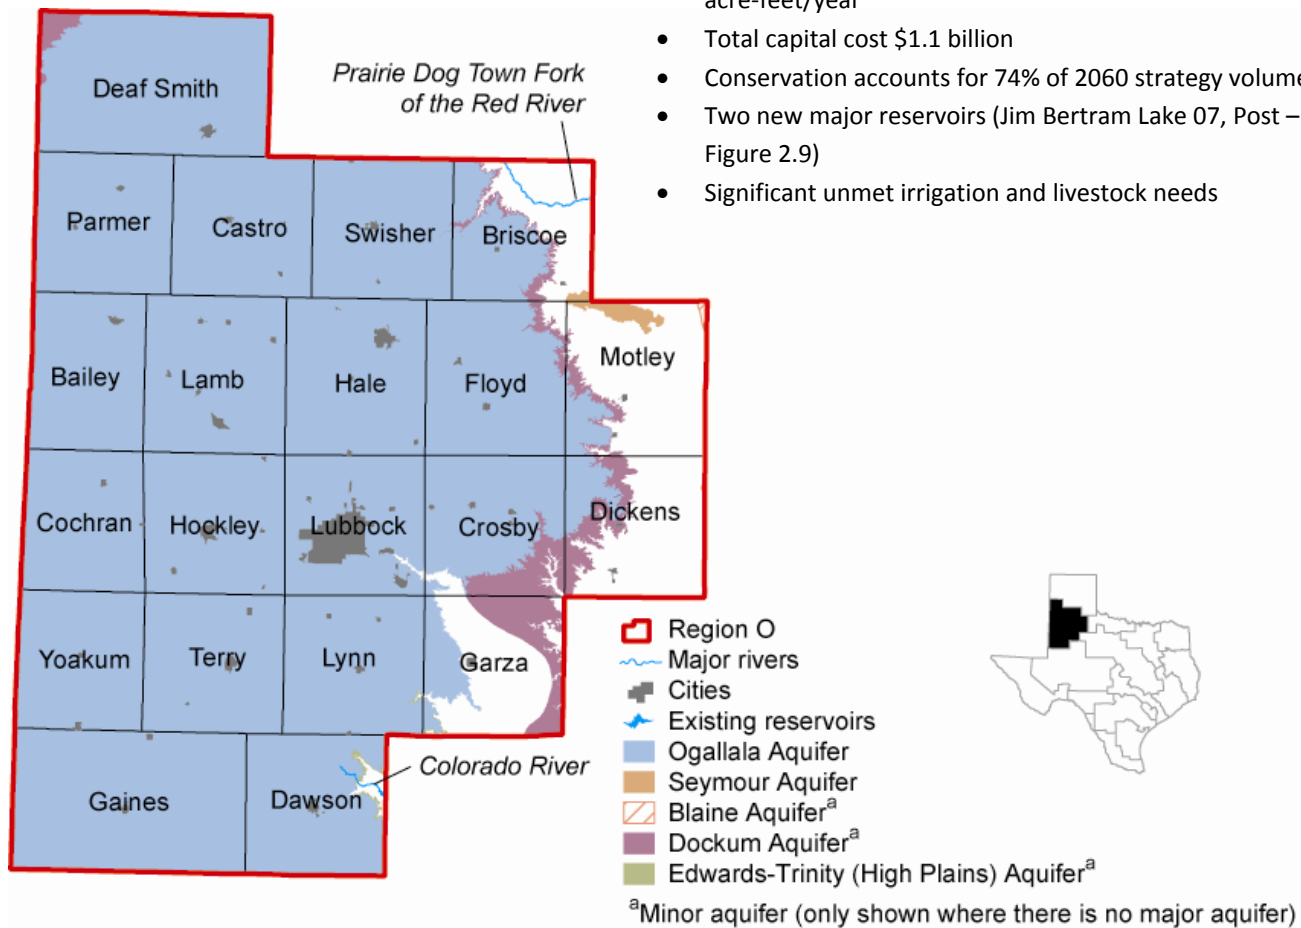 acre-feet/year
• Total capital cost $1.1 billion
• Conservation accounts for 74% of 2060 strategy volume
• Two new major reservoirs (Jim Bertram Lake 07, Post –
Figure 2.9)
• Significant unmet irrigation and livestock needs
Prairie Dog Town Fork
of the Red River
Deaf Smith
Parmer
Castro
Swisher
Briscoe
Bailey
Lamb
Hale
Floyd
Motley
Cochran
Hockley
Lubbock
Crosby
Dickens
Yoakum
Terry
Lynn
Garza
Gaines
Dawson
Colorado River
Region O
Major rivers
Cities
Existing reservoirs
Ogallala Aquifer
Seymour Aquifer
Blaine Aquiferᵃ
Dockum Aquiferᵃ
Edwards-Trinity (High Plains) Aquiferᵃ
ᵃMinor aquifer (only shown where there is no major aquifer)